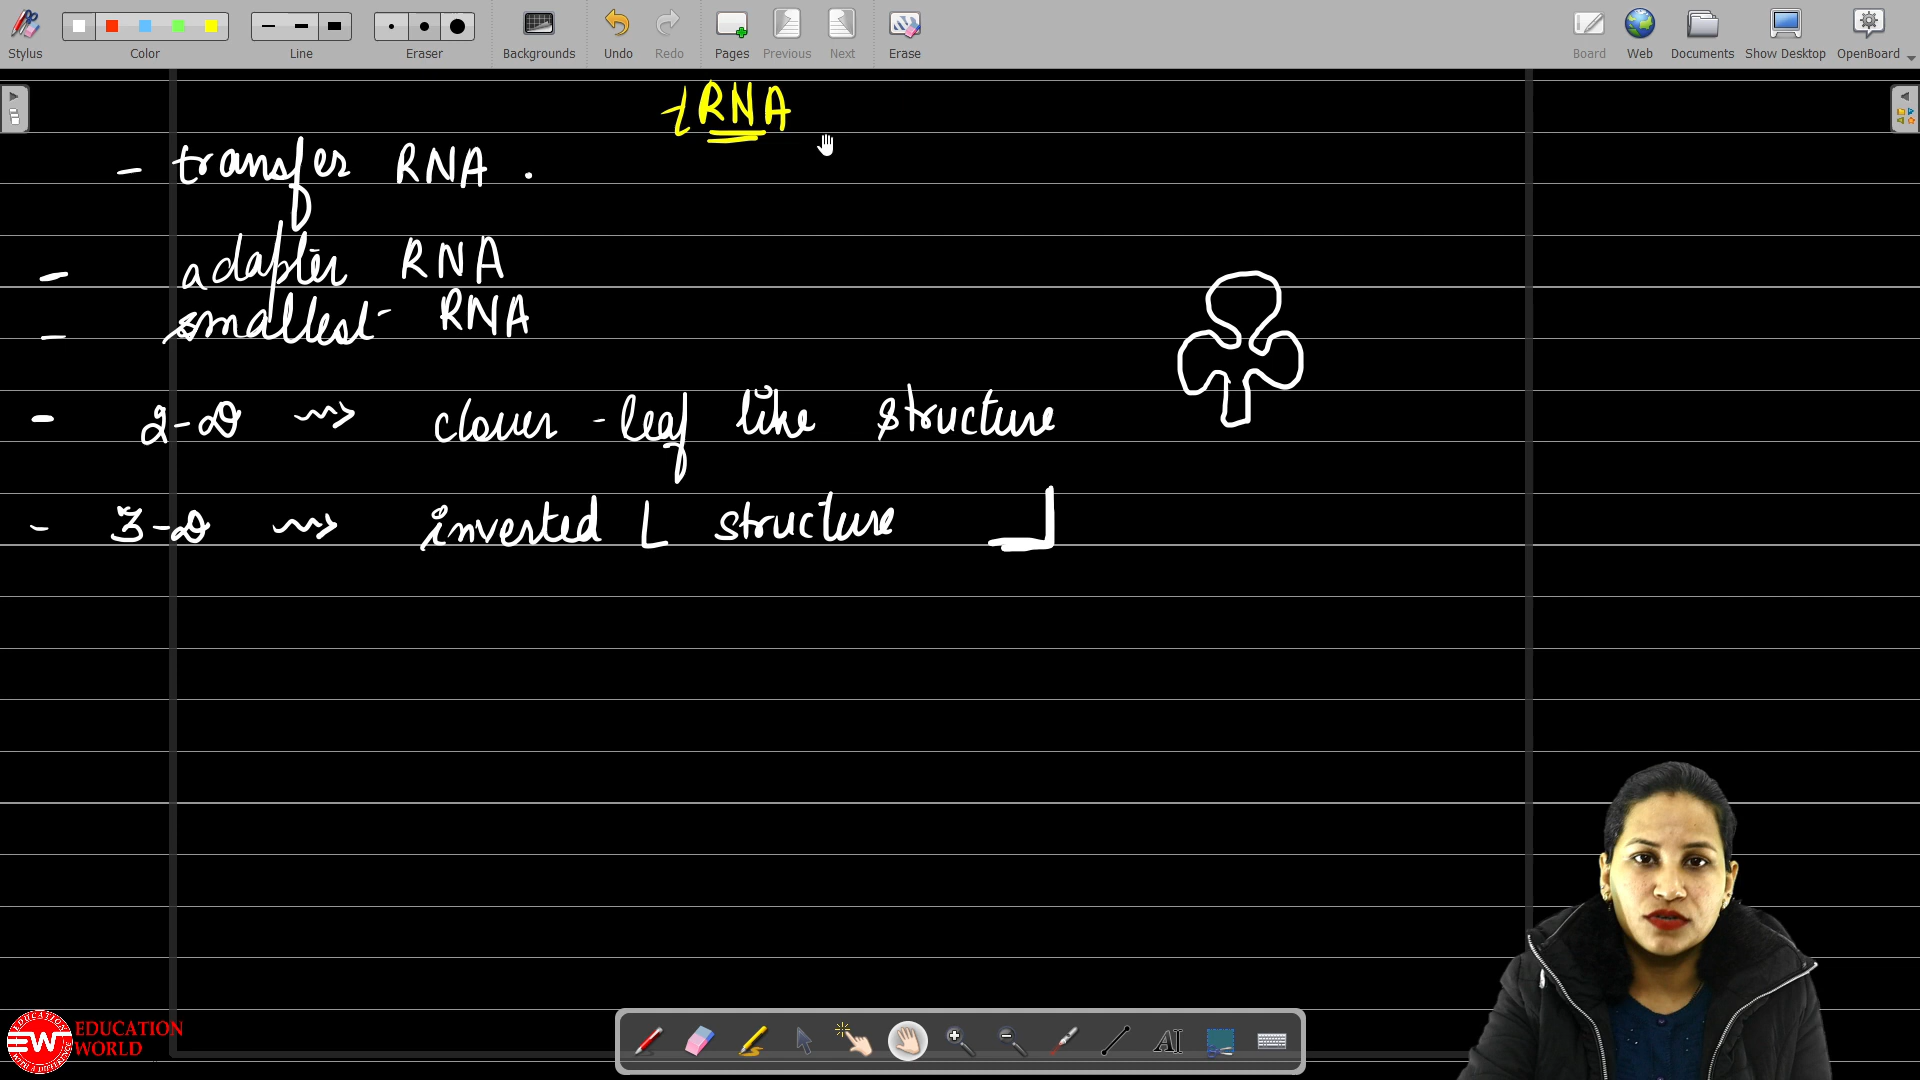 Stylus Color Line Eraser Backgrounds Undo Redo Pages Previous Next Erase Board Web Documents Show Desktop OpenBoard
tRNA
- transfer RNA .
- adapter RNA
- smallest RNA
- 2-D ⇝ clover-leaf like structure
- 3-D ⇝ inverted L structure
EDUCATION
WORLD